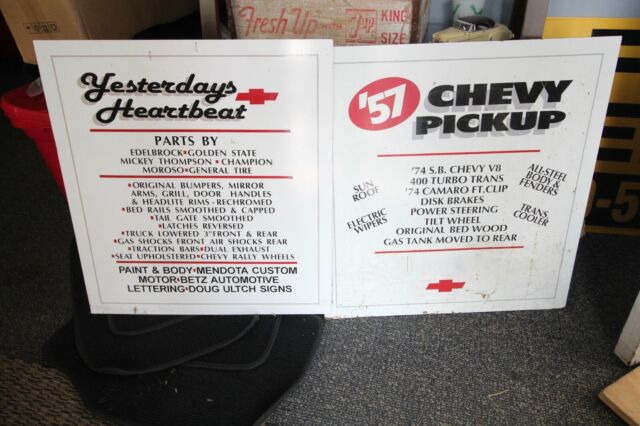 Fresh Up WITH 7up KING SIZE
Yesterdays
Heartbeat
PARTS BY
EDELBROCK•GOLDEN STATE
MICKEY THOMPSON • CHAMPION
MOROSO•GENERAL TIRE
•ORIGINAL BUMPERS, MIRROR
ARMS, GRILL, DOOR HANDLES
& HEADLITE RIMS-RECHROMED
•BED RAILS SMOOTHED & CAPPED
•TAIL GATE SMOOTHED
•LATCHES REVERSED
•TRUCK LOWERED 3"FRONT & REAR
•GAS SHOCKS FRONT AIR SHOCKS REAR
•TRACTION BARS•DUAL EXHAUST
•SEAT UPHOLSTERED•CHEVY RALLY WHEELS
PAINT & BODY•MENDOTA CUSTOM
MOTOR•BETZ AUTOMOTIVE
LETTERING•DOUG ULTCH SIGNS
'57 CHEVY
PICKUP
'74 S.B. CHEVY V8
400 TURBO TRANS
'74 CAMARO FT.CLIP
DISK BRAKES
POWER STEERING
TILT WHEEL
ORIGINAL BED WOOD
GAS TANK MOVED TO REAR
SUN
ROOF
ELECTRIC
WIPERS
ALL-STEEL
BODY &
FENDERS
TRANS.
COOLER